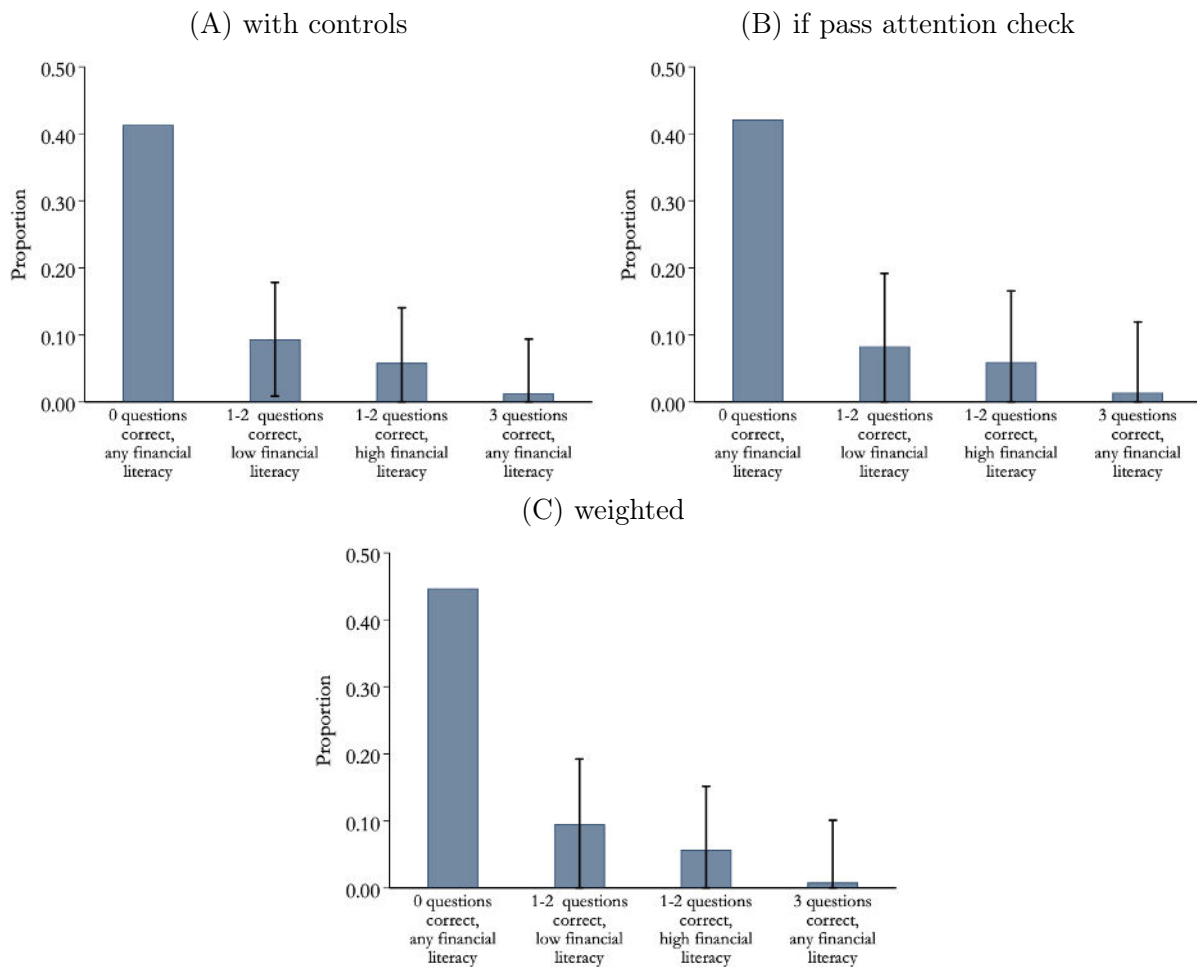 (A) with controls
0.50
0.40
0.30
0.20
0.10
0.00
Proportion
0 questions
correct,
any financial
literacy
1-2 questions
correct,
low financial
literacy
1-2 questions
correct,
high financial
literacy
3 questions
correct,
any financial
literacy
(B) if pass attention check
0.50
0.40
0.30
0.20
0.10
0.00
Proportion
0 questions
correct,
any financial
literacy
1-2 questions
correct,
low financial
literacy
1-2 questions
correct,
high financial
literacy
3 questions
correct,
any financial
literacy
(C) weighted
0.50
0.40
0.30
0.20
0.10
0.00
Proportion
0 questions
correct,
any financial
literacy
1-2 questions
correct,
low financial
literacy
1-2 questions
correct,
high financial
literacy
3 questions
correct,
any financial
literacy